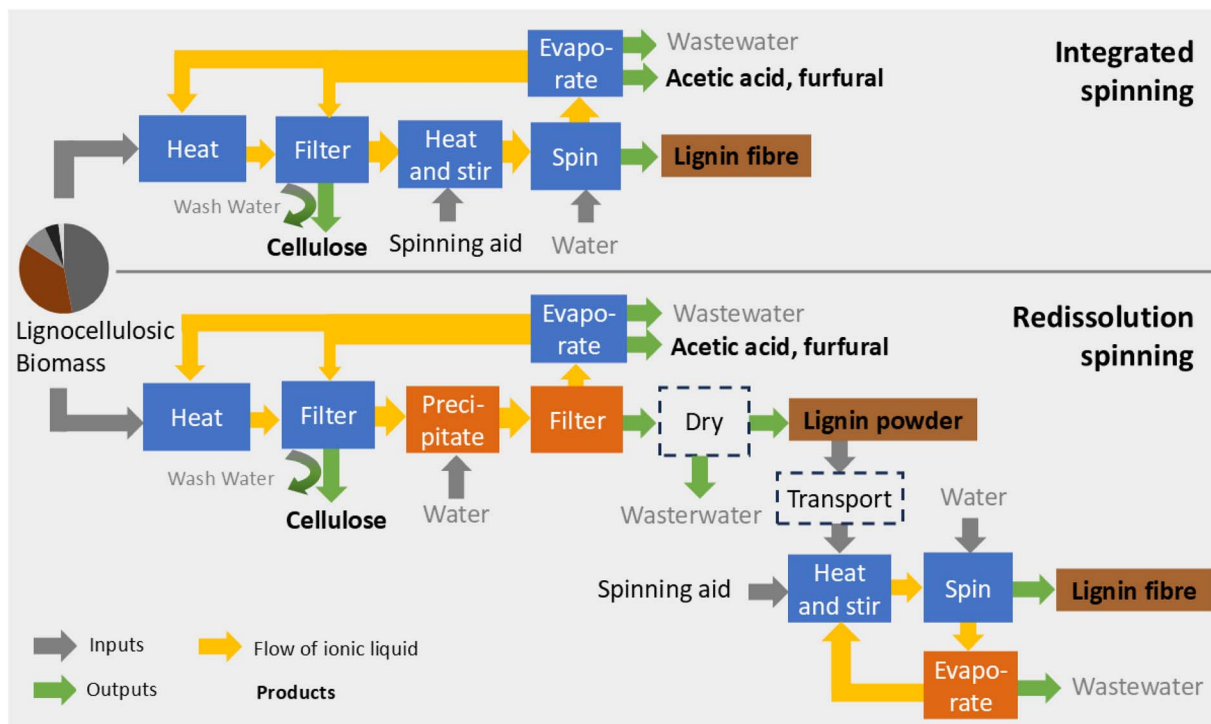 Evapo-
rate
Wastewater
Acetic acid, furfural
Integrated
spinning
Heat
Filter
Heat
and stir
Spin
Lignin fibre
Wash Water
Cellulose
Spinning aid
Water
Lignocellulosic
Biomass
Evapo-
rate
Wastewater
Acetic acid, furfural
Redissolution
spinning
Heat
Filter
Preci-
pitate
Filter
Dry
Lignin powder
Wash Water
Cellulose
Water
Wasterwater
Transport
Water
Spinning aid
Heat
and stir
Spin
Lignin fibre
Inputs
Flow of ionic liquid
Outputs
Products
Evapo-
rate
Wastewater